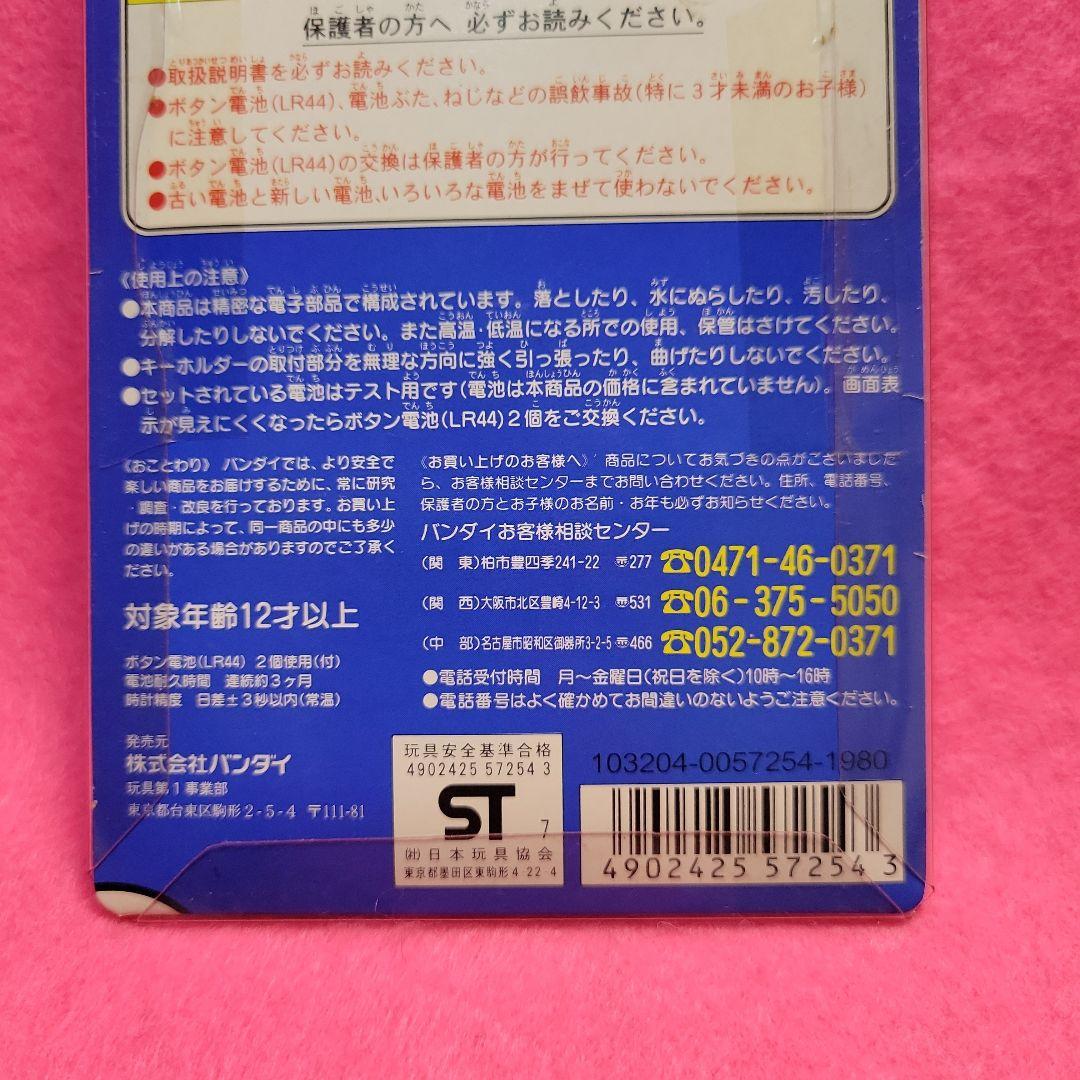 保護者の方へ 必ずお読みください。
●取扱説明書を必ずお読みください。
●ボタン電池(LR44)、電池ぶた、ねじなどの誤飲事故(特に3才未満のお子様)
に注意してください。
●ボタン電池(LR44)の交換は保護者の方が行ってください。
●古い電池と新しい電池、いろいろな電池をまぜて使わないでください。
《使用上の注意》
●本商品は精密な電子部品で構成されています。落としたり、水にぬらしたり、汚したり、
分解したりしないでください。また高温・低温になる所での使用、保管はさけてください。
●キーホルダーの取付部分を無理な方向に強く引っ張ったり、曲げたりしないでください。
●セットされている電池はテスト用です(電池は本商品の価格に含まれていません)。画面表
示が見えにくくなったらボタン電池(LR44)2個をご交換ください。
《おことわり》 バンダイでは、より安全で
楽しい商品をお届けするために、常に研究
・調査・改良を行っております。お買い上
げの時期によって、同一商品の中にも多少
の違いがある場合がありますのでご了承く
ださい。
対象年齢12才以上
ボタン電池(LR44) 2個使用(付)
電池耐久時間 連続約3ヶ月
時計精度 日差±3秒以内(常温)
発売元
株式会社バンダイ
玩具第1事業部
東京都台東区駒形2-5-4 〒111-81
《お買い上げのお客様へ》 商品についてお気づきの点がございました
ら、お客様相談センターまでお問い合わせください。住所、電話番号、
保護者の方とお子様のお名前・お年も必ずお知らせください。
バンダイお客様相談センター
(関 東)柏市豊四季241-22 〒277 ☎0471-46-0371
(関 西)大阪市北区豊崎4-12-3 〒531 ☎06-375-5050
(中 部)名古屋市昭和区御器所3-2-5 〒466 ☎052-872-0371
●電話受付時間 月〜金曜日(祝日を除く)10時〜16時
●電話番号はよく確かめてお間違いのないようご注意ください。
玩具安全基準合格
4902425 57254 3
ST 7
(社)日本玩具協会
東京都墨田区東駒形4-22-4
103204-0057254-1980
4902425 572543